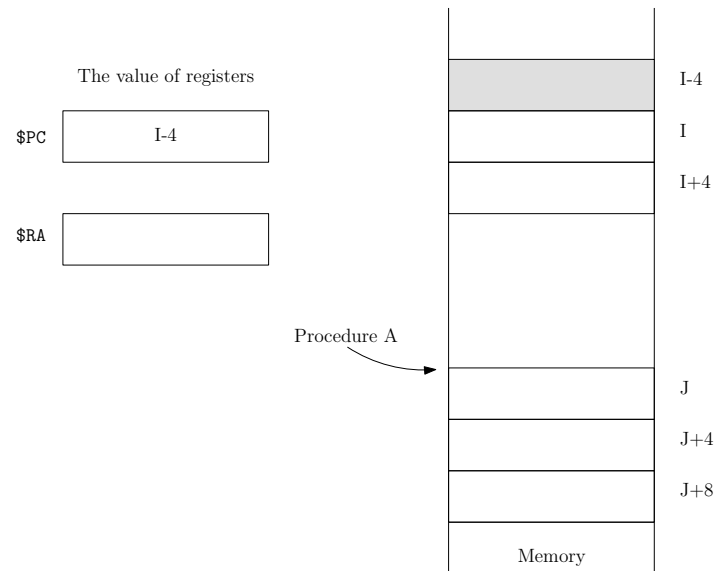 The value of registers
$PC
I-4
$RA
Procedure A
I-4
I
I+4
J
J+4
J+8
Memory